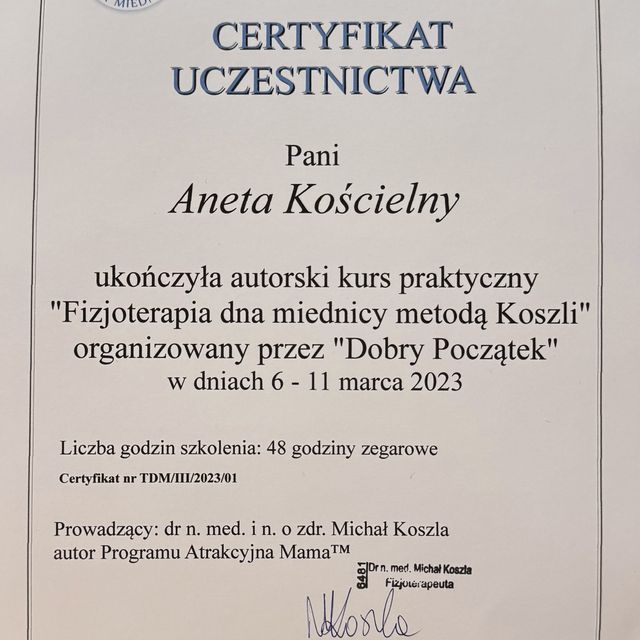 MIED
CERTYFIKAT
UCZESTNICTWA
Pani
Aneta Kościelny
ukończyła autorski kurs praktyczny
"Fizjoterapia dna miednicy metodą Koszli"
organizowany przez "Dobry Początek"
w dniach 6 - 11 marca 2023
Liczba godzin szkolenia: 48 godziny zegarowe
Certyfikat nr TDM/III/2023/01
Prowadzący: dr n. med. i n. o zdr. Michał Koszla
autor Programu Atrakcyjna Mama™
6481
Dr n. med. Michał Koszla
Fizjoterapeuta
MKoszla